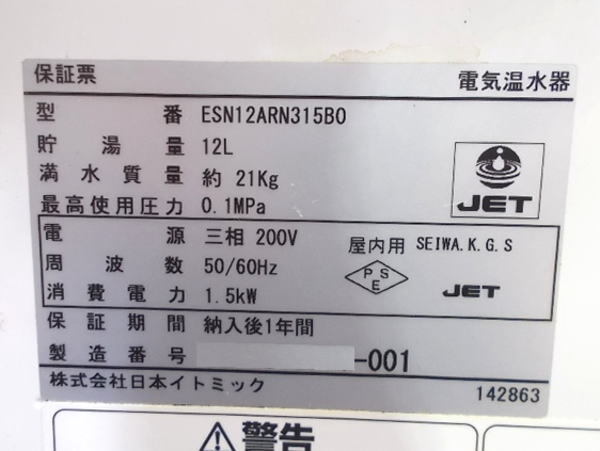 保証票 電気温水器
型番 ESN12ARN315B0
貯湯量 12L
満水質量 約 21Kg
最高使用圧力 0.1MPa
JET
電源 三相 200V 屋内用 SEIWA.K.G.S
周波数 50/60Hz
PSE
JET
消費電力 1.5kW
保証期間 納入後1年間
製造番号 -001
株式会社日本イトミック 142863
警告